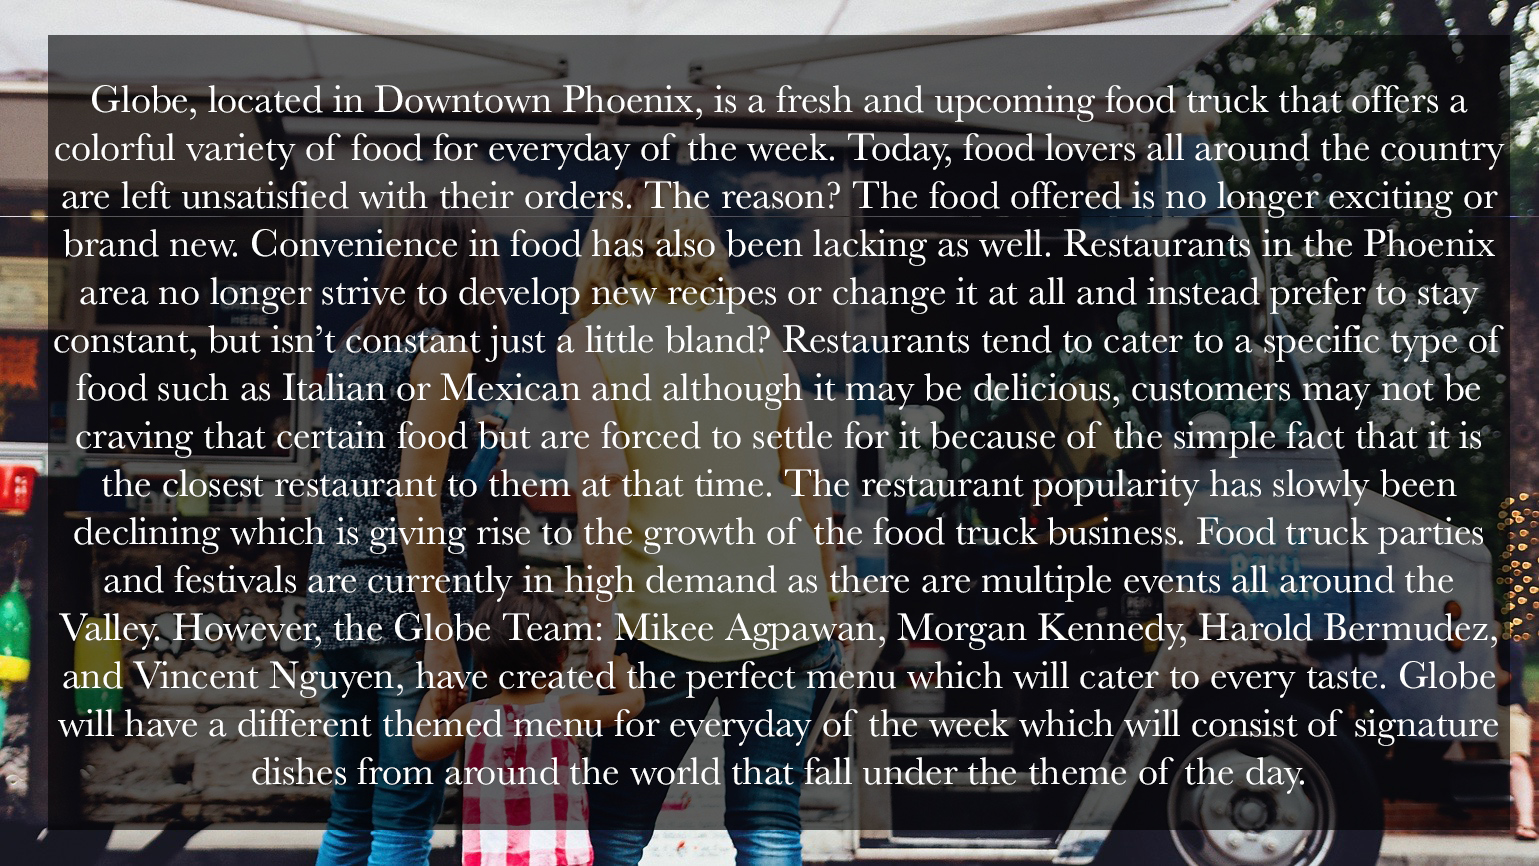 Globe, located in Downtown Phoenix, is a fresh and upcoming food truck that offers a
colorful variety of food for everyday of the week. Today, food lovers all around the country
are left unsatisfied with their orders. The reason? The food offered is no longer exciting or
brand new. Convenience in food has also been lacking as well. Restaurants in the Phoenix
area no longer strive to develop new recipes or change it at all and instead prefer to stay
constant, but isn’t constant just a little bland? Restaurants tend to cater to a specific type of
food such as Italian or Mexican and although it may be delicious, customers may not be
craving that certain food but are forced to settle for it because of the simple fact that it is
the closest restaurant to them at that time. The restaurant popularity has slowly been
declining which is giving rise to the growth of the food truck business. Food truck parties
and festivals are currently in high demand as there are multiple events all around the
Valley. However, the Globe Team: Mikee Agpawan, Morgan Kennedy, Harold Bermudez,
and Vincent Nguyen, have created the perfect menu which will cater to every taste. Globe
will have a different themed menu for everyday of the week which will consist of signature
dishes from around the world that fall under the theme of the day.